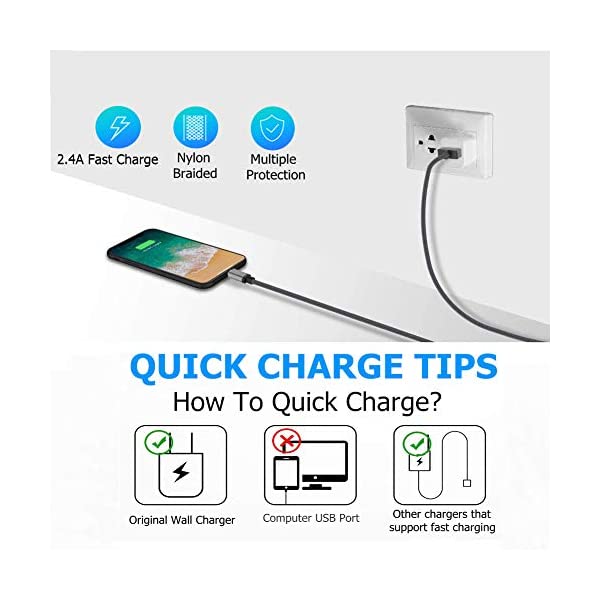 2.4A Fast Charge
Nylon
Braided
Multiple
Protection
QUICK CHARGE TIPS
How To Quick Charge?
Original Wall Charger
Computer USB Port
Other chargers that
support fast charging